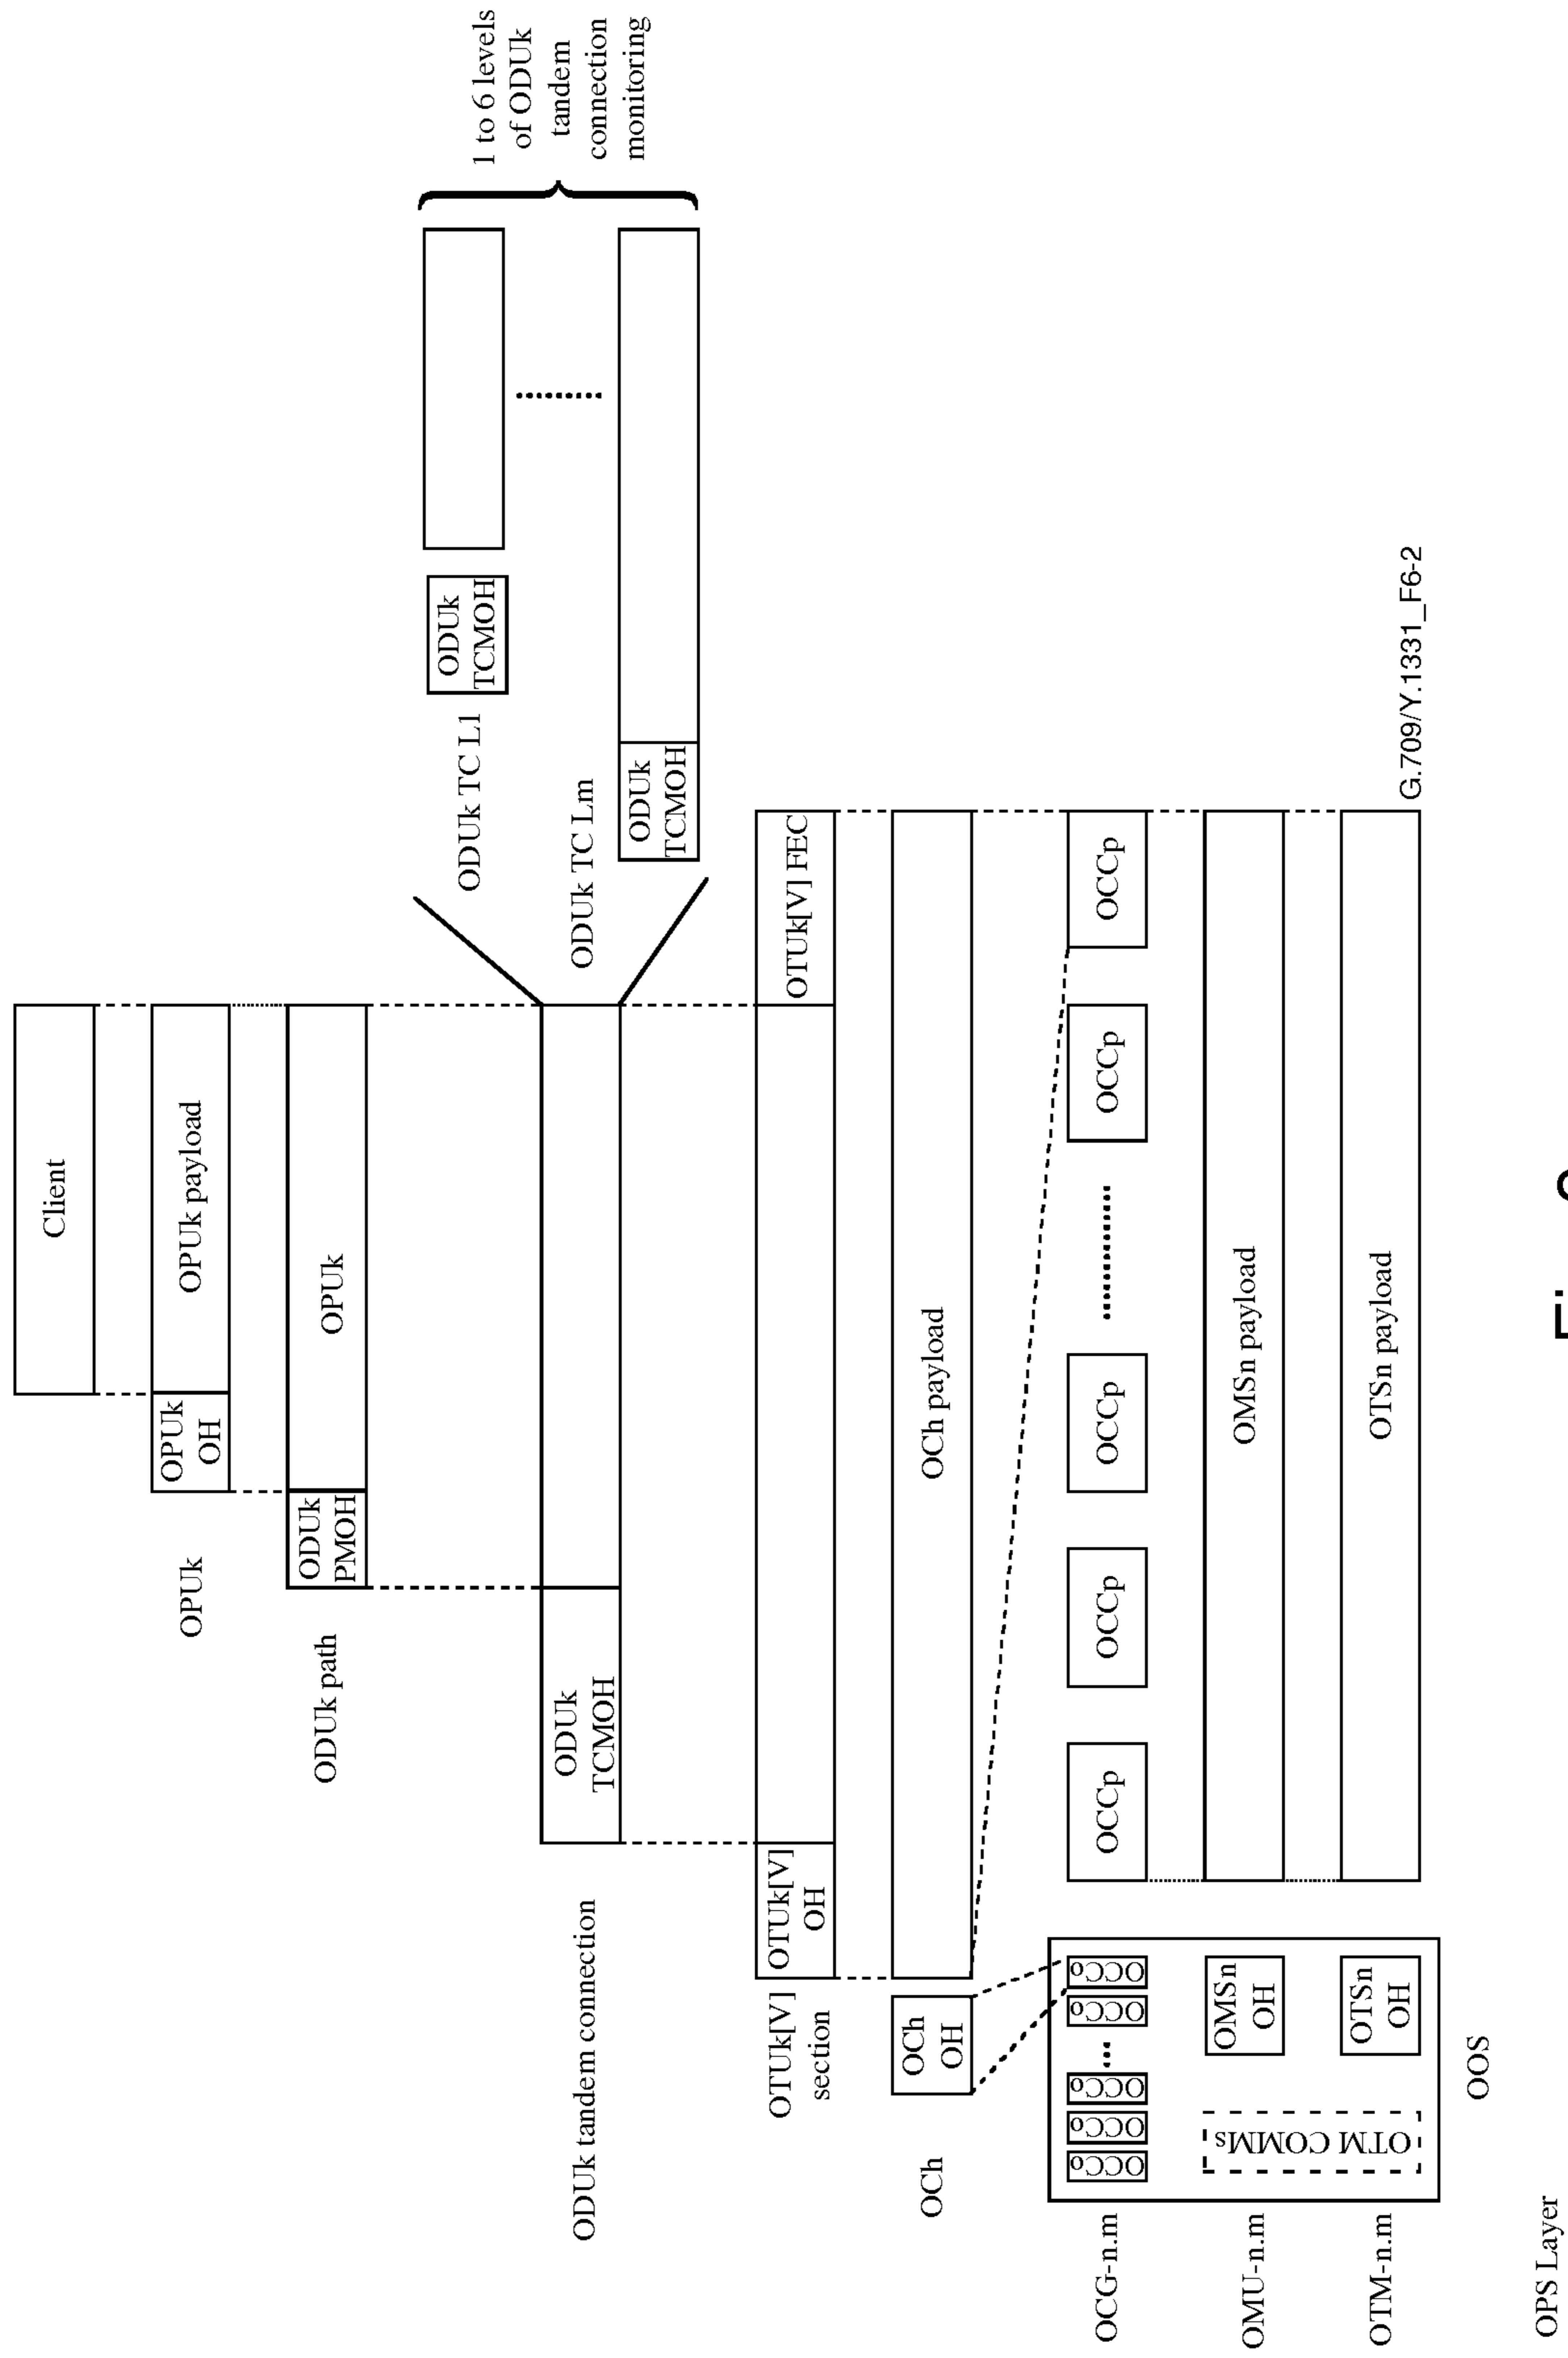 Client
OPUk
OPUk
OH
OPUk payload
ODUk path
ODUk
PMOH
OPUk
ODUk tandem connection
ODUk
TCMOH
ODUk TC L1
ODUk
TCMOH
ODUk TC Lm
ODUk
TCMOH
1 to 6 levels
of ODUk
tandem
connection
monitoring
OTUk[V]
section
OTUk[V]
OH
OTUk[V] FEC
OCh
OCh
OH
OCh payload
OCG-n.m
OCCo
OCCo
OCCo
OCCo
OCCo
OCCp
OCCp
OCCp
OCCp
OCCp
OMU-n.m
OMSn
OH
OMSn payload
OTM COMMs
OTM-n.m
OTSn
OH
OTSn payload
G.709/Y.1331_F6-2
OOS
OPS Layer